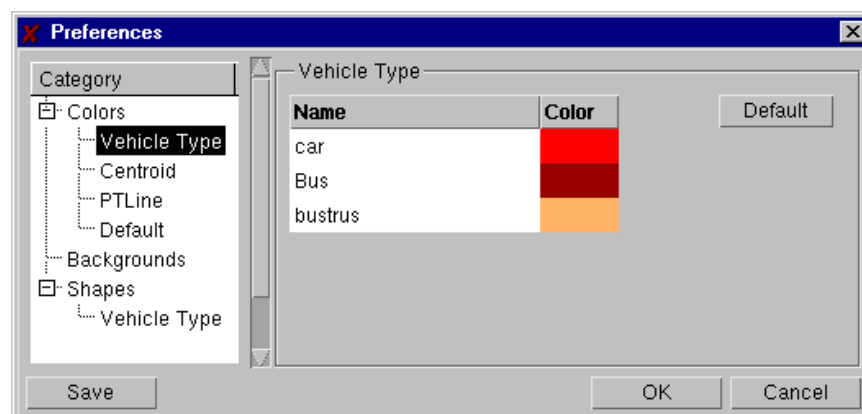 Preferences
Category
Colors
Vehicle Type
Centroid
PTLine
Default
Backgrounds
Shapes
Vehicle Type
Vehicle Type
Name Color
car
Bus
bustrus
Default
Save
OK
Cancel